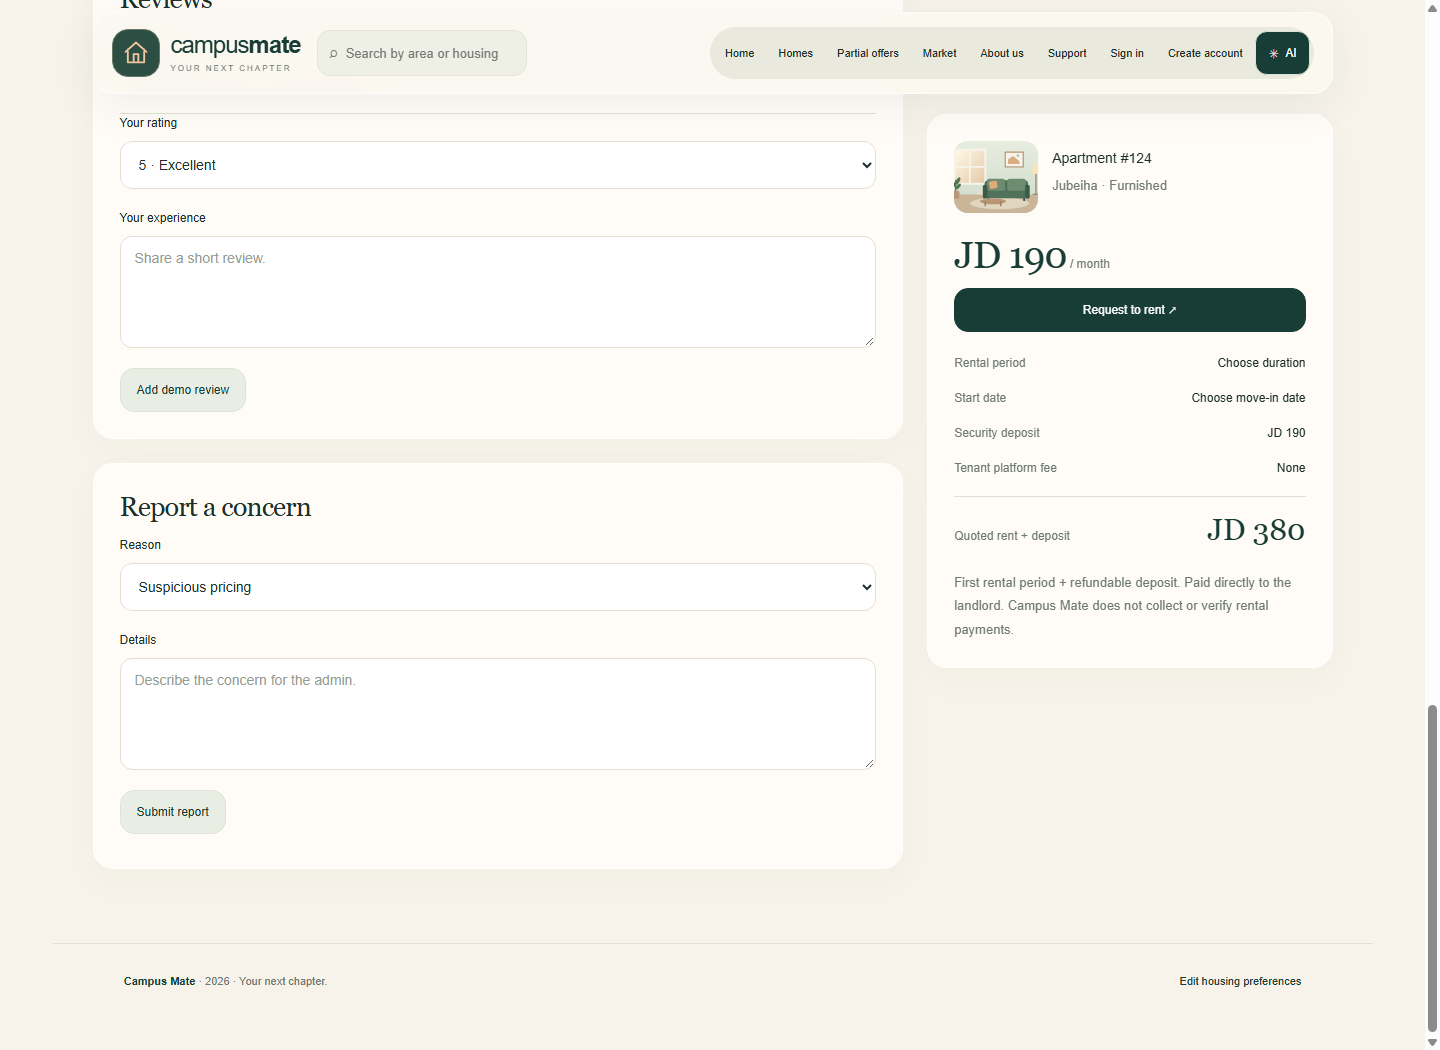 Reviews
campusmate
YOUR NEXT CHAPTER
Search by area or housing
Home
Homes
Partial offers
Market
About us
Support
Sign in
Create account
AI
Your rating
5 · Excellent
Your experience
Share a short review.
Add demo review
Report a concern
Reason
Suspicious pricing
Details
Describe the concern for the admin.
Submit report
Apartment #124
Jubeiha · Furnished
JD 190 / month
Request to rent ↗
Rental period Choose duration
Start date Choose move-in date
Security deposit JD 190
Tenant platform fee None
Quoted rent + deposit JD 380
First rental period + refundable deposit. Paid directly to the
landlord. Campus Mate does not collect or verify rental
payments.
Campus Mate · 2026 · Your next chapter.
Edit housing preferences